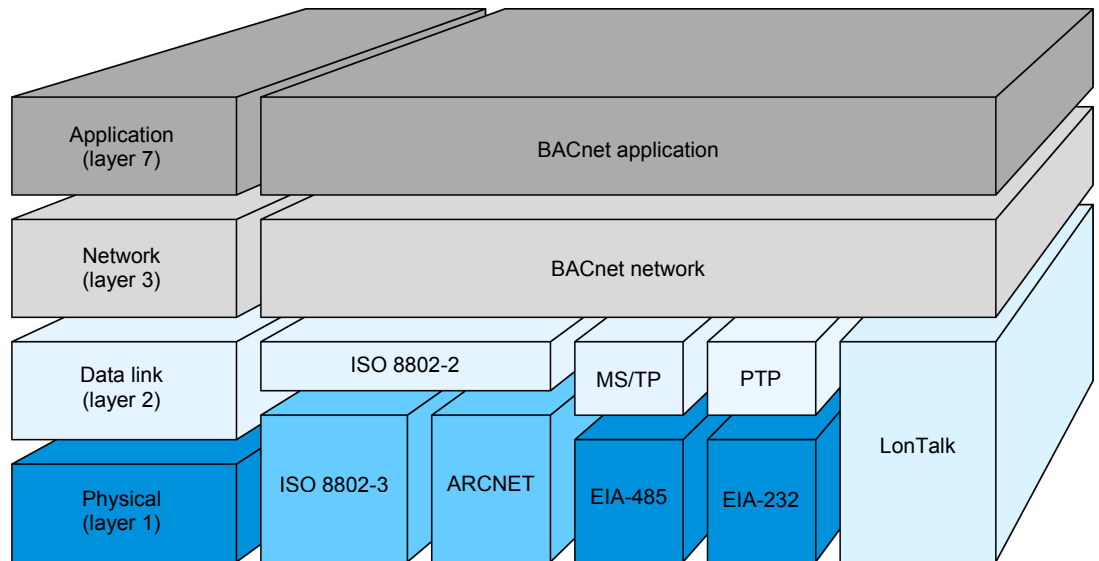 Application
(layer 7)
BACnet application
Network
(layer 3)
BACnet network
Data link
(layer 2)
ISO 8802-2
MS/TP
PTP
LonTalk
Physical
(layer 1)
ISO 8802-3
ARCNET
EIA-485
EIA-232